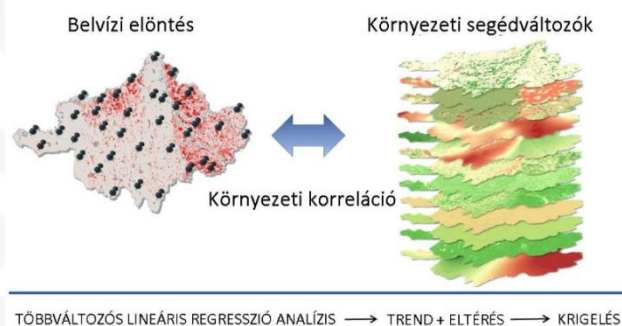 Belvízi elöntés
Környezeti segédváltozók
Környezeti korreláció
TÖBBVÁLTOZÓS LINEÁRIS REGRESSZIÓ ANALÍZIS → TREND + ELTÉRÉS → KRIGELÉS